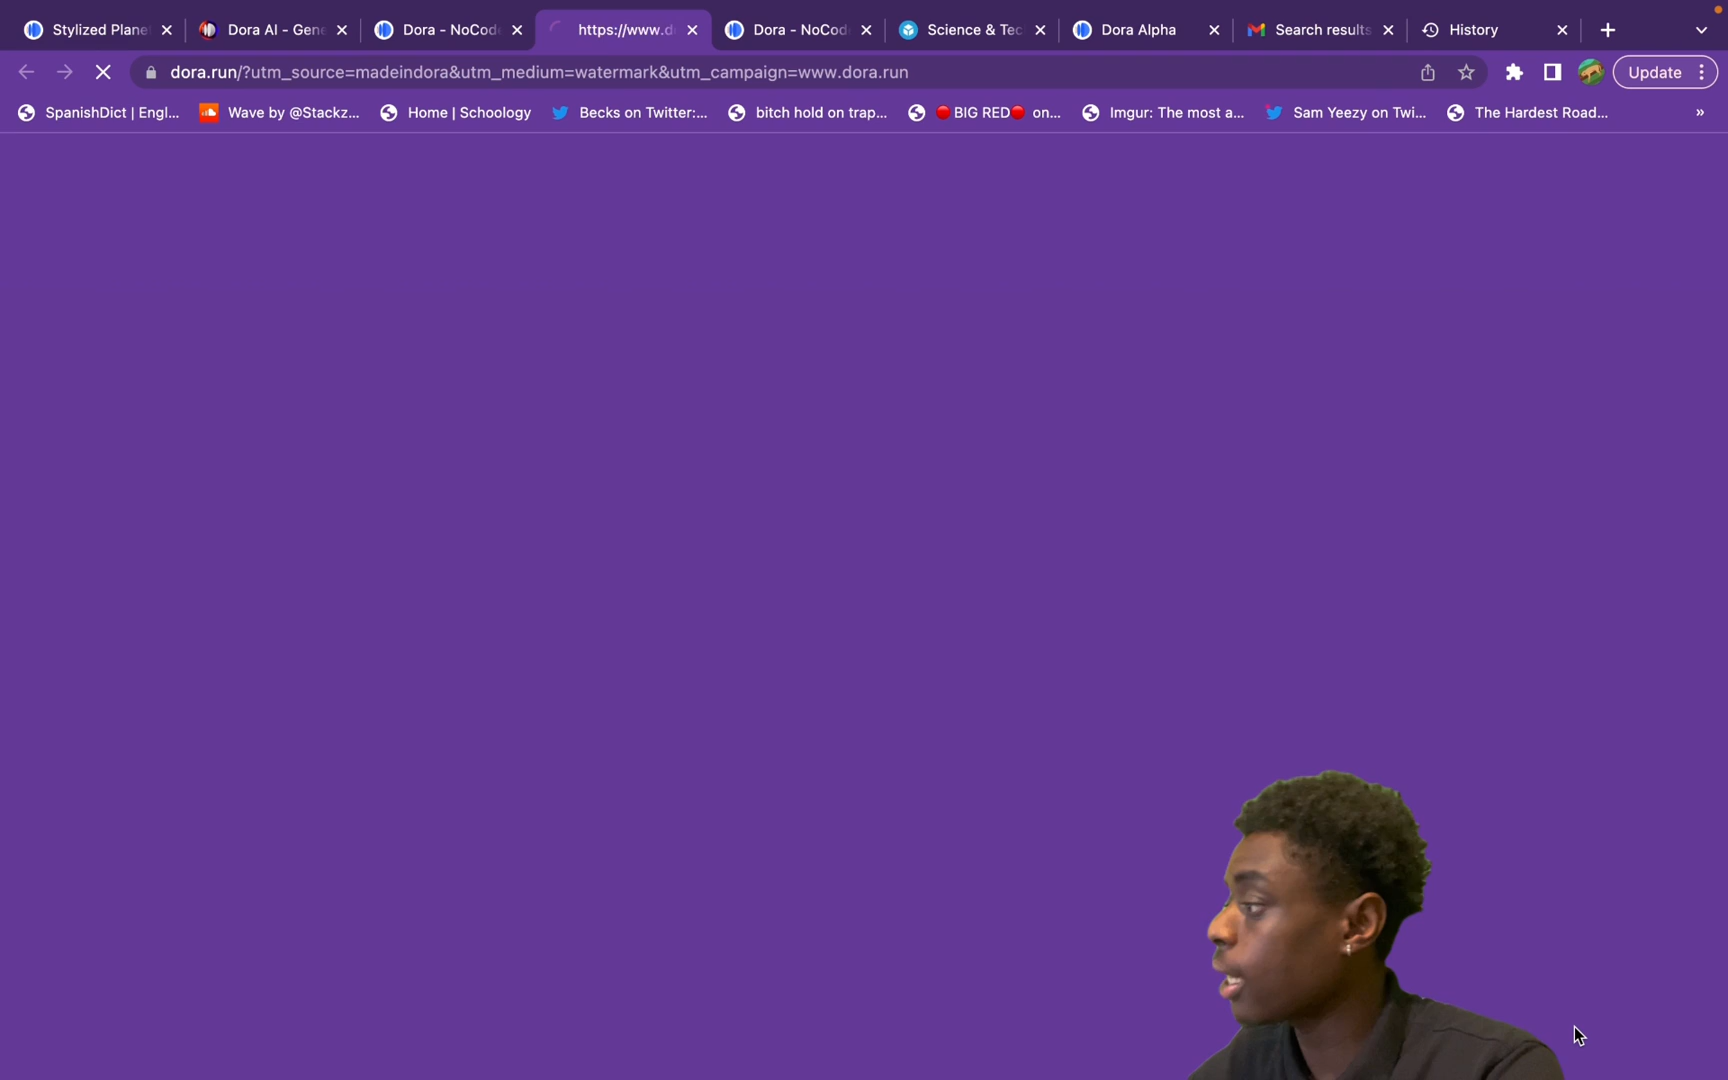 Stylized Plane
Dora AI - Gene
Dora - NoCod
https://www.d
Dora - NoCod
Science & Tec
Dora Alpha
Search results
History
dora.run/?utm_source=madeindora&utm_medium=watermark&utm_campaign=www.dora.run
Update
SpanishDict | Engl...
Wave by @Stackz...
Home | Schoology
Becks on Twitter:...
bitch hold on trap...
🔴BIG RED🔴 on...
Imgur: The most a...
Sam Yeezy on Twi...
The Hardest Road...
»